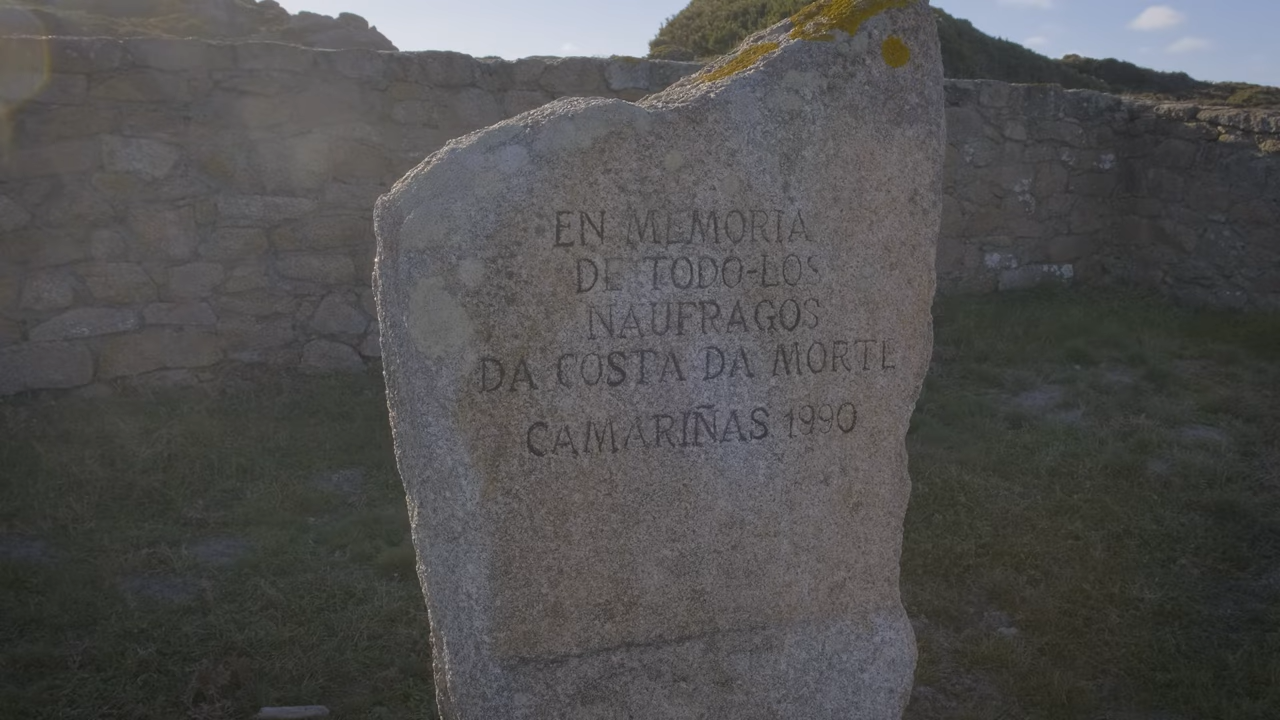 EN MEMORIA
DE TODO-LOS
NAUFRAGOS
DA COSTA DA MORTE
CAMARIÑAS 1990